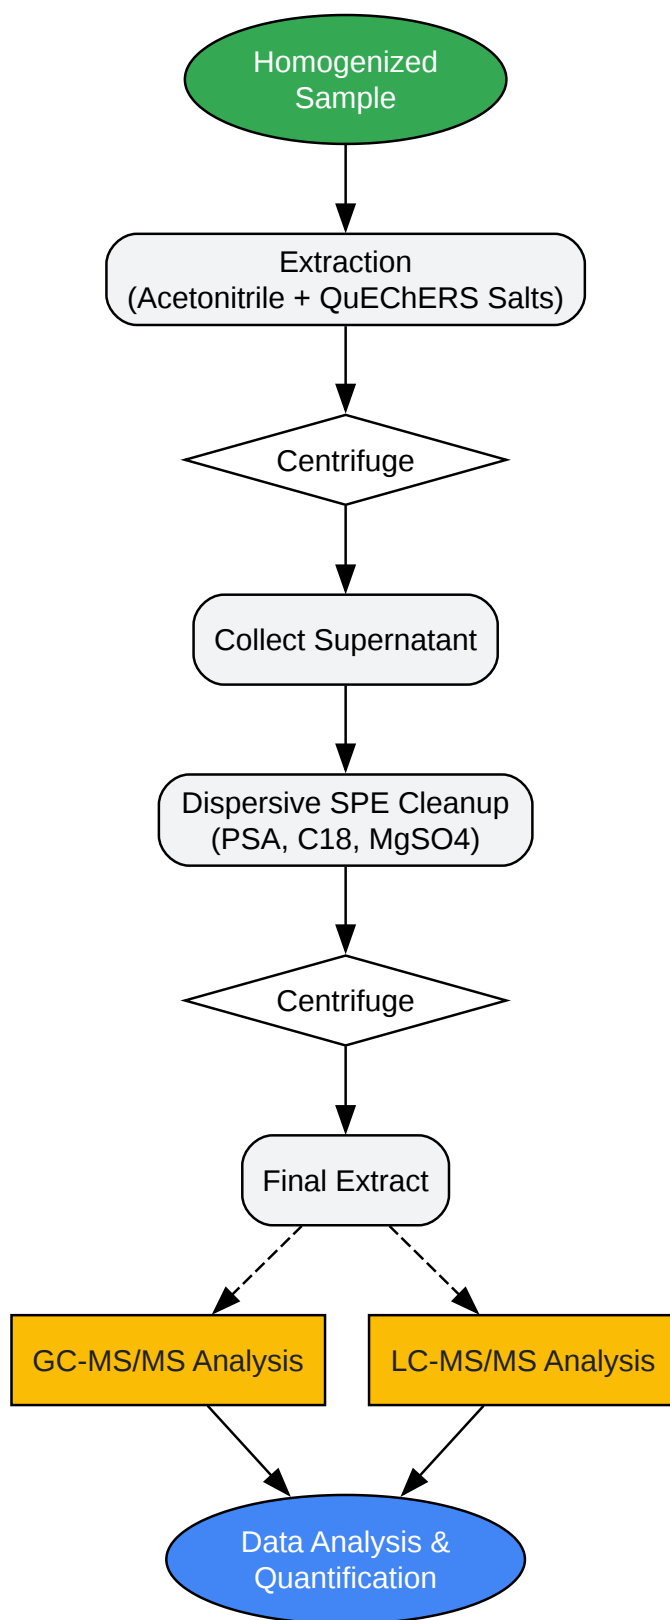 Homogenized
Sample
Extraction
(Acetonitrile + QuEChERS Salts)
Centrifuge
Collect Supernatant
Dispersive SPE Cleanup
(PSA, C18, MgSO4)
Centrifuge
Final Extract
GC-MS/MS Analysis
LC-MS/MS Analysis
Data Analysis &
Quantification